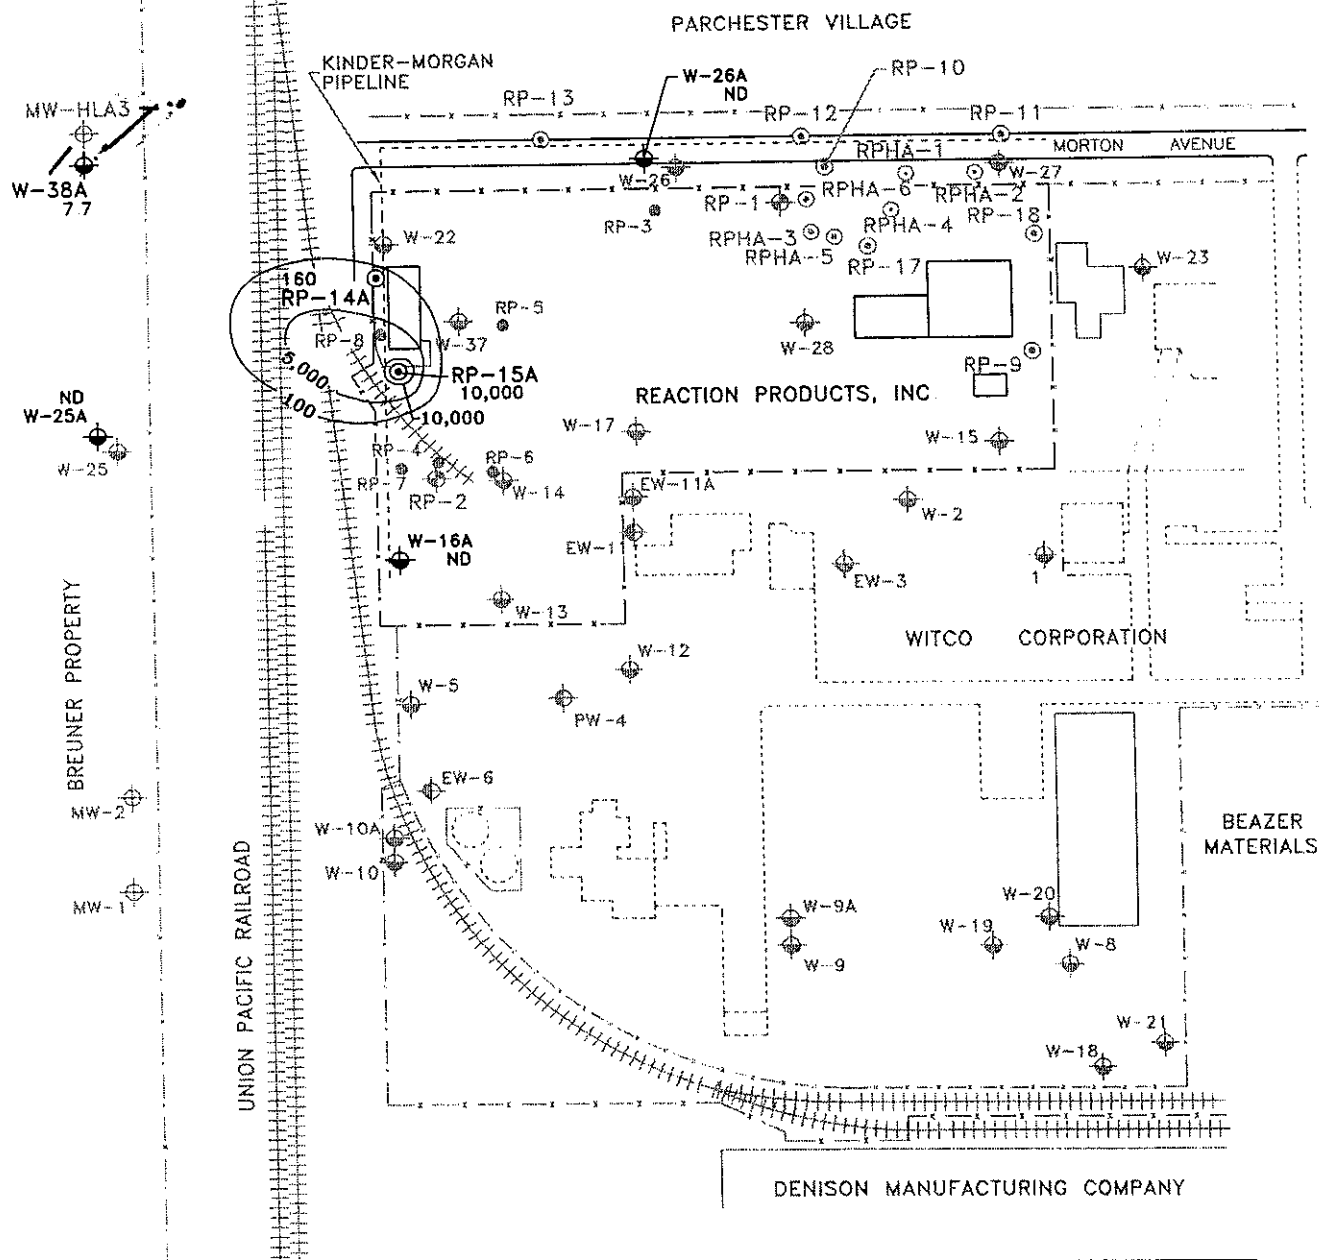 PARCHESTER VILLAGE
KINDER-MORGAN
PIPELINE
W-26A
ND
RP-10
MW-HLA3
RP-13
RP-12
RP-11
RPHA-1
MORTON AVENUE
W-26
W-27
W-38A
7.7
RPHA-6
RPHA-2
RP-1
RP-3
RP-18
RPHA-4
RPHA-3
RPHA-5
W-22
RP-17
W-23
160
RP-14A
RP-5
RP-8
W-37
W-28
5,000
RP-15A
10,000
RP-9
ND
W-25A
100
10,000
REACTION PRODUCTS, INC
W-17
W-15
W-25
RP-4
RP-6
RP-7
RP-2
W-14
EW-11A
W-2
W-16A
ND
EW-1
EW-3
1
W-13
BREUNER PROPERTY
WITCO CORPORATION
W-12
W-5
PW-4
EW-6
MW-2
W-10A
BEAZER
MATERIALS
W-10
UNION PACIFIC RAILROAD
MW-1
W-20
W-9A
W-19
W-8
W-9
W-21
W-18
DENISON MANUFACTURING COMPANY